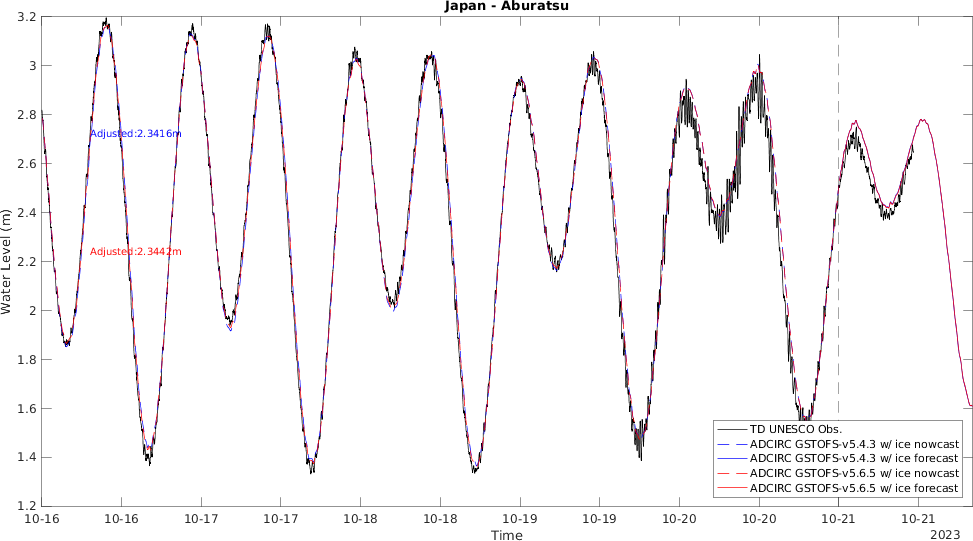 Japan - Aburatsu
3.2
3
2.8
2.6
2.4
2.2
2
1.8
1.6
1.4
1.2
Water Level (m)
Adjusted:2.3416m
Adjusted:2.3442m
TD UNESCO Obs.
ADCIRC GSTOFS-v5.4.3 w/ ice nowcast
ADCIRC GSTOFS-v5.4.3 w/ ice forecast
ADCIRC GSTOFS-v5.6.5 w/ ice nowcast
ADCIRC GSTOFS-v5.6.5 w/ ice forecast
10-16 10-16 10-17 10-17 10-18 10-18 10-19 10-19 10-20 10-20 10-21 10-21
Time
2023